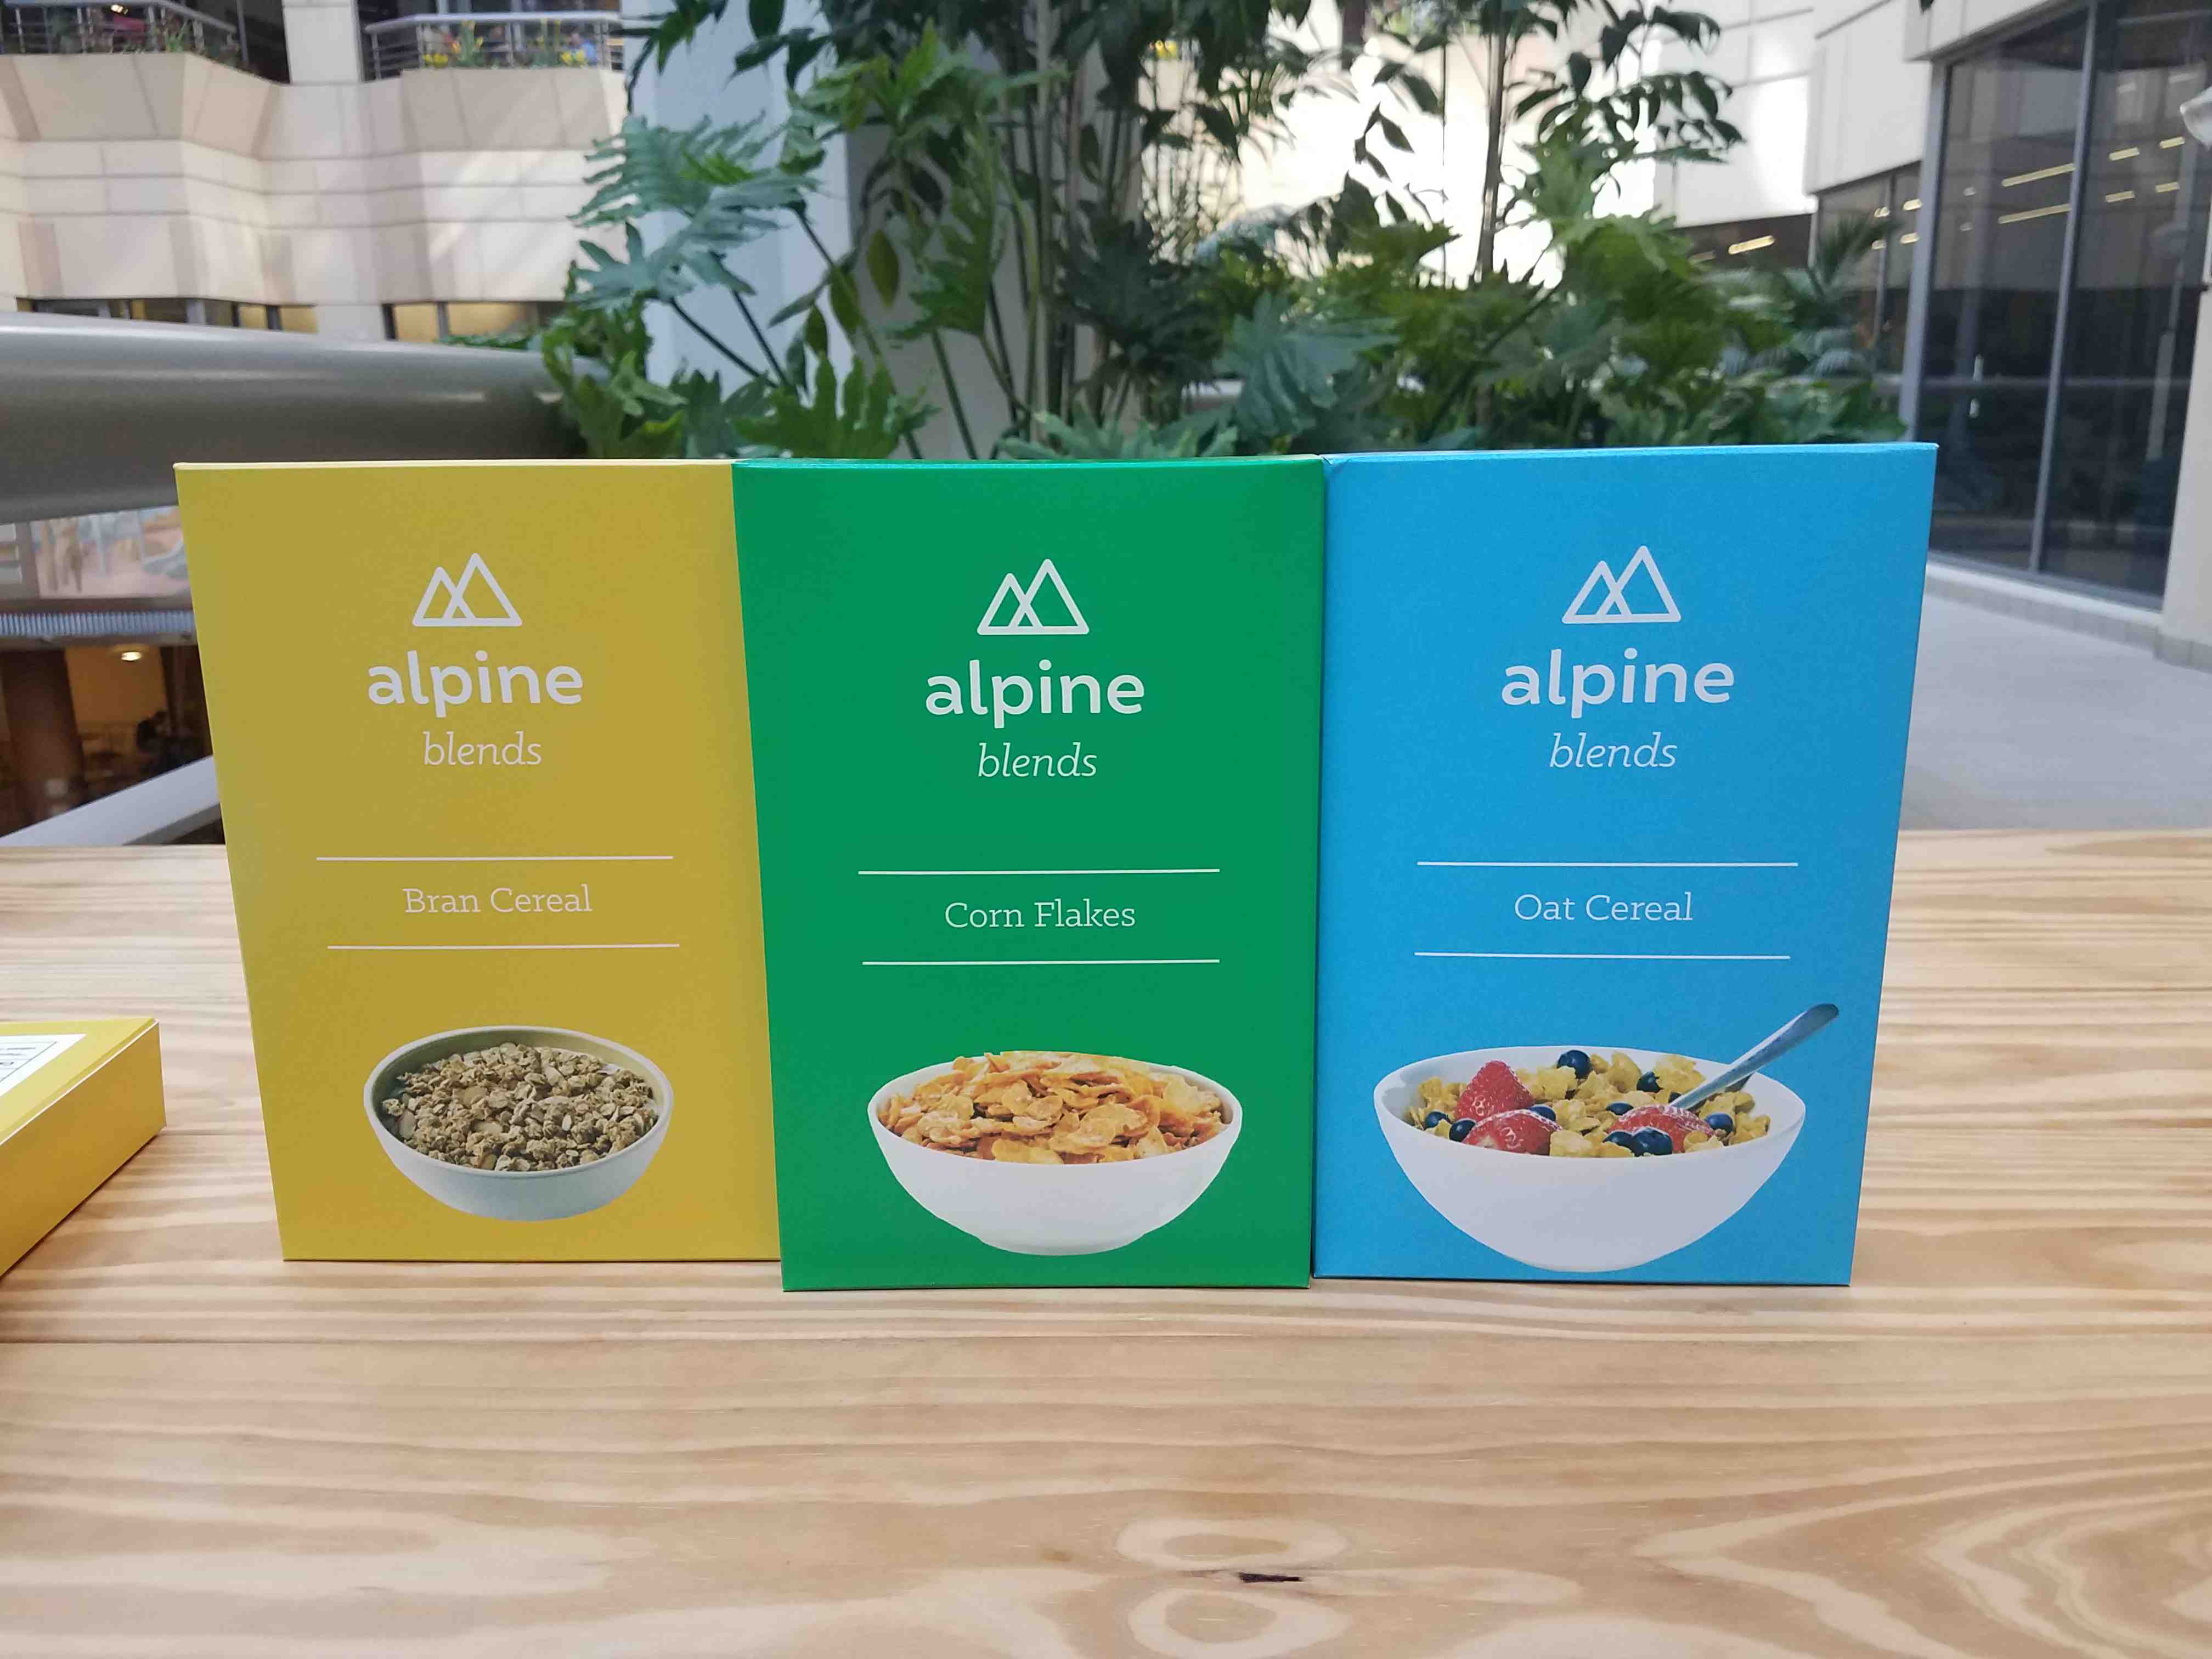 alpine
blends
Bran Cereal
alpine
blends
Corn Flakes
alpine
blends
Oat Cereal